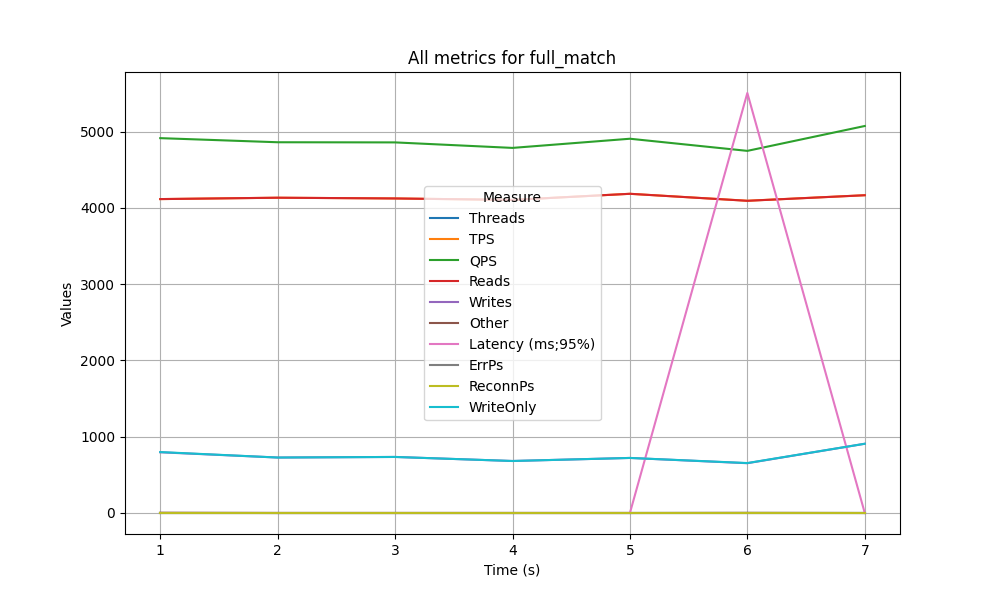 All metrics for full_match
Values
5000
4000
3000
2000
1000
0
Measure
Threads
TPS
QPS
Reads
Writes
Other
Latency (ms;95%)
ErrPs
ReconnPs
WriteOnly
1 2 3 4 5 6 7
Time (s)